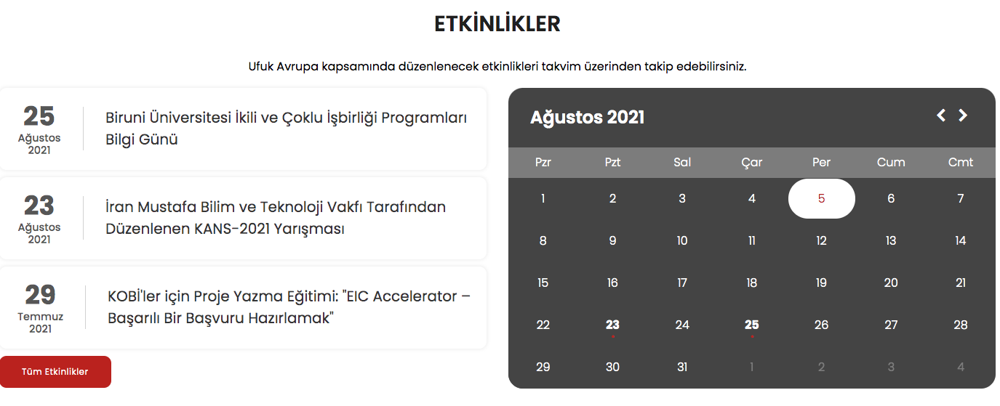 ETKİNLİKLER
Ufuk Avrupa kapsamında düzenlenecek etkinlikleri takvim üzerinden takip edebilirsiniz.
25
Ağustos
2021
Biruni Üniversitesi İkili ve Çoklu İşbirliği Programları
Bilgi Günü
23
Ağustos
2021
İran Mustafa Bilim ve Teknoloji Vakfı Tarafından
Düzenlenen KANS-2021 Yarışması
29
Temmuz
2021
KOBİ'ler için Proje Yazma Eğitimi: "EIC Accelerator –
Başarılı Bir Başvuru Hazırlamak"
Tüm Etkinlikler
Ağustos 2021
Pzr Pzt Sal Çar Per Cum Cmt
1 2 3 4 5 6 7
8 9 10 11 12 13 14
15 16 17 18 19 20 21
22 23 24 25 26 27 28
29 30 31 1 2 3 4